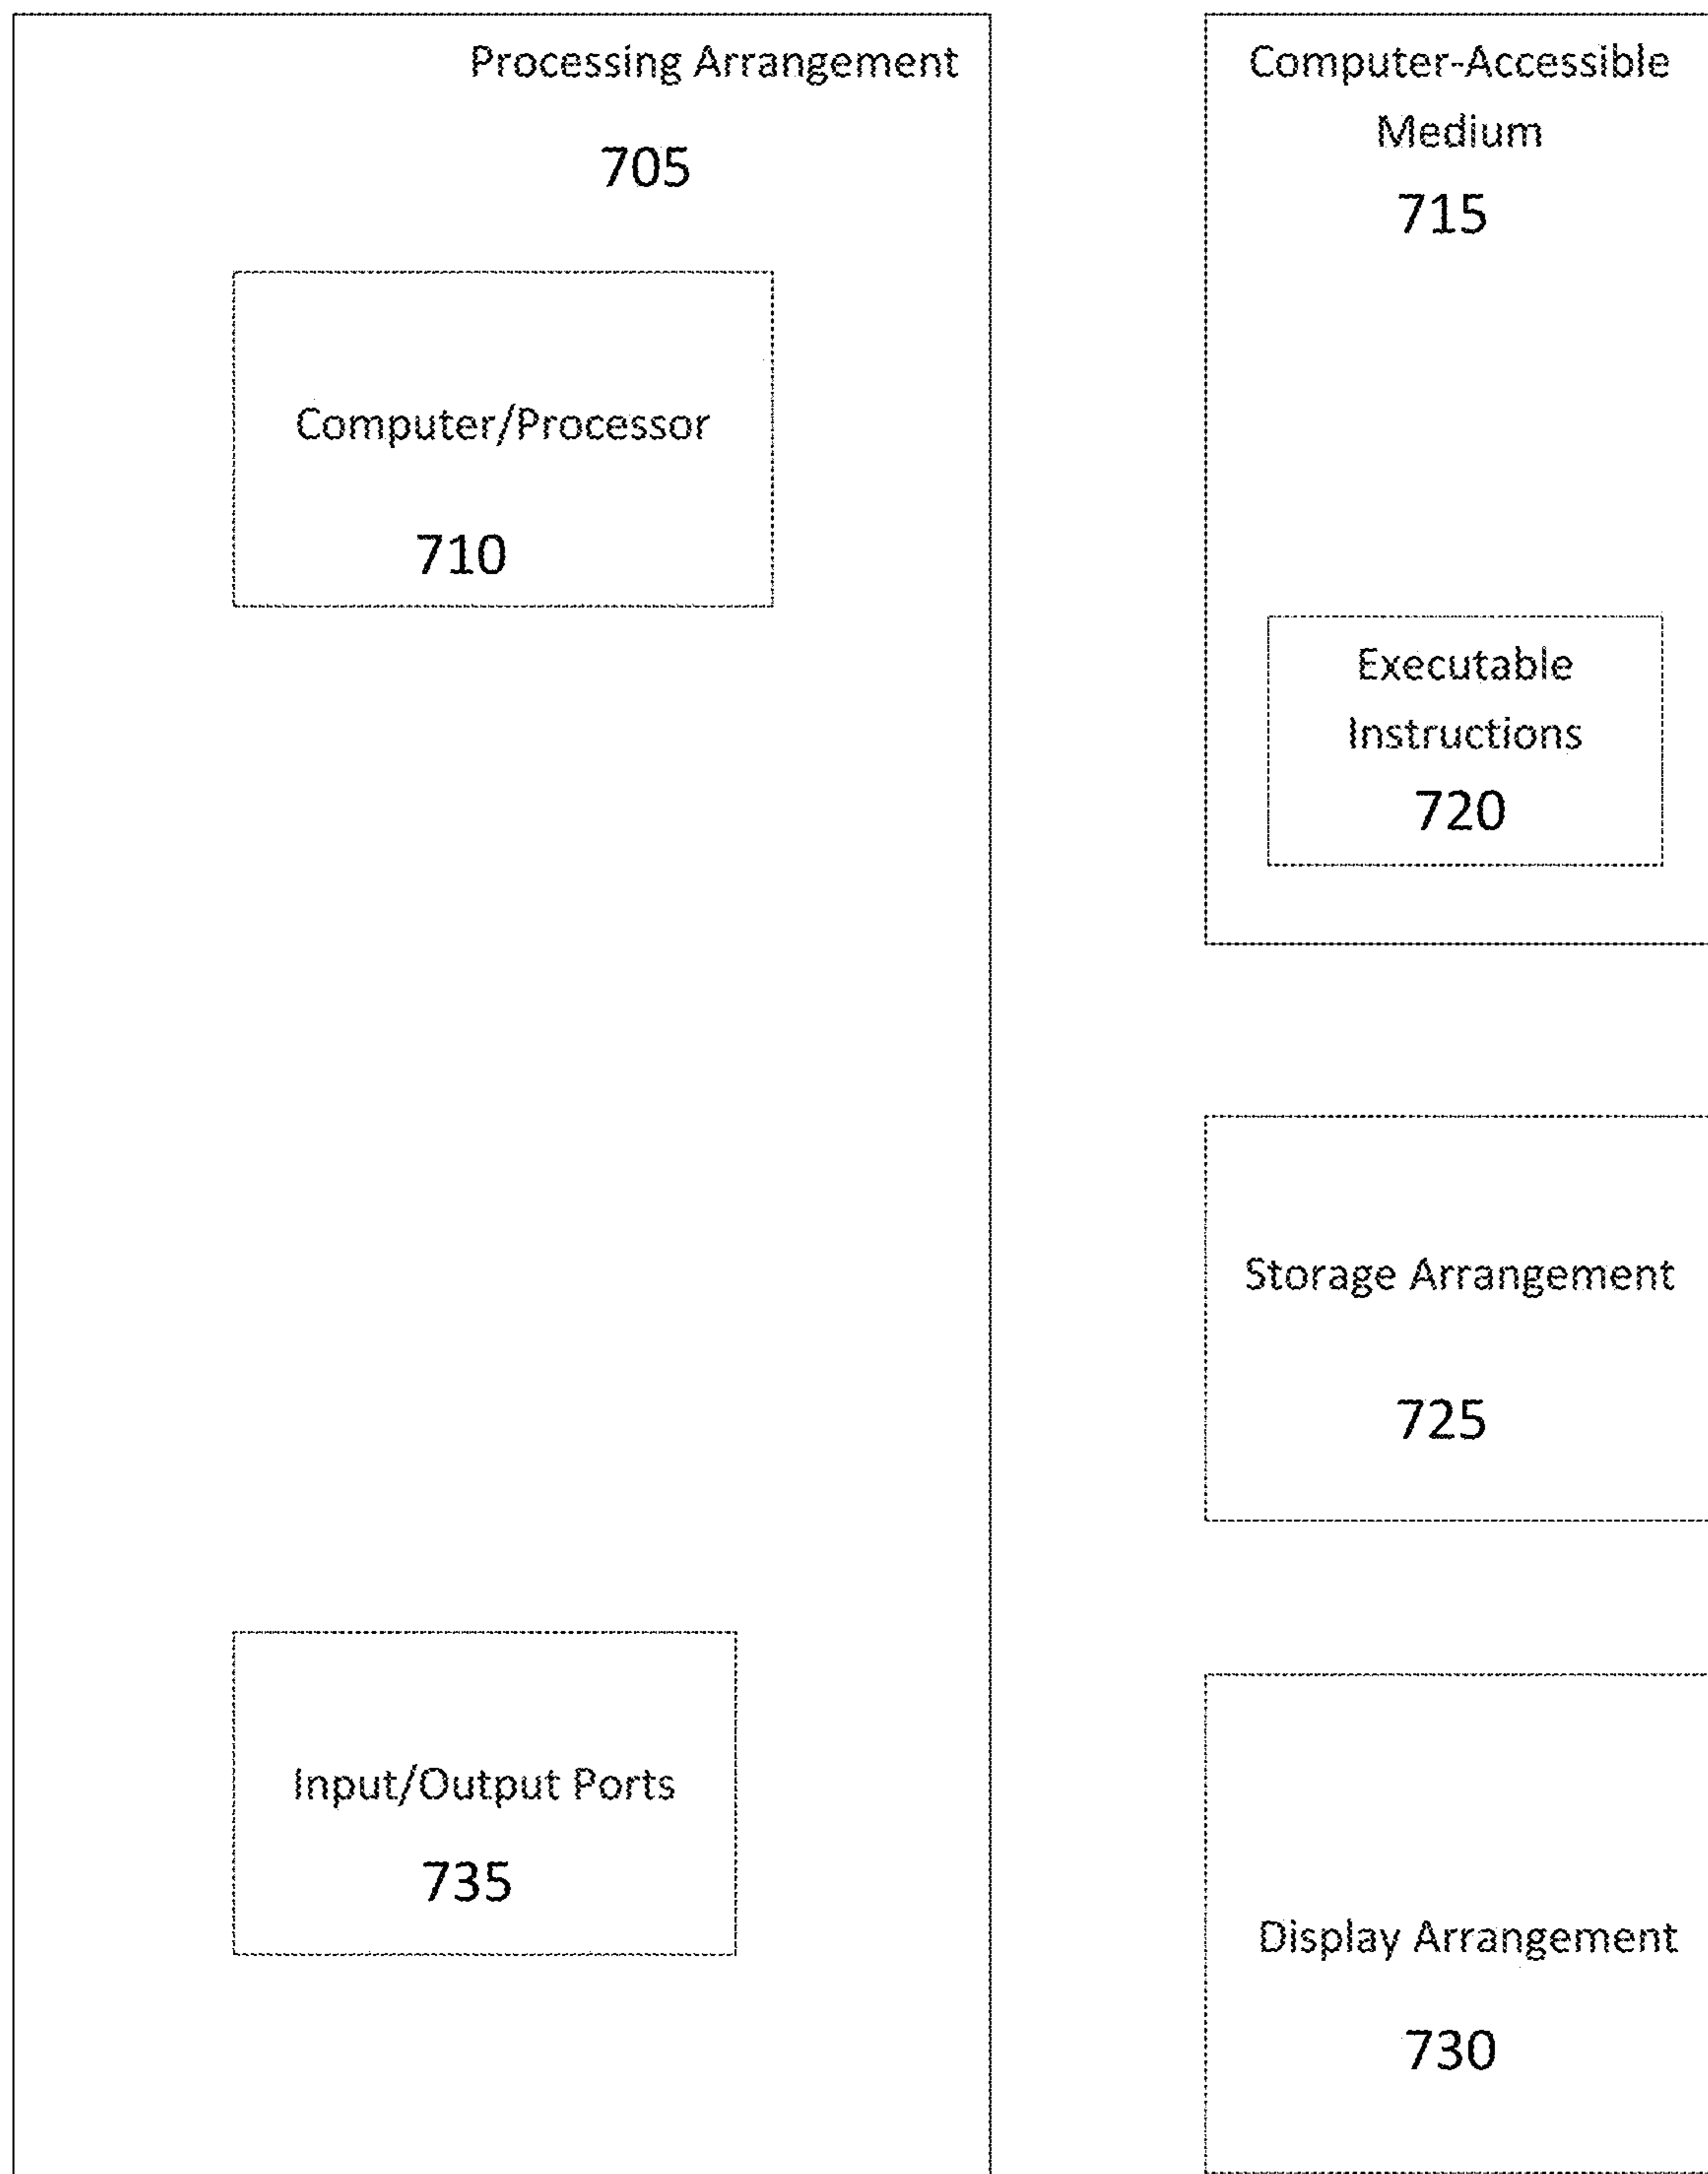 Processing Arrangement
705
Computer/Processor
710
Input/Output Ports
735
Computer-Accessible
Medium
715
Executable
Instructions
720
Storage Arrangement
725
Display Arrangement
730